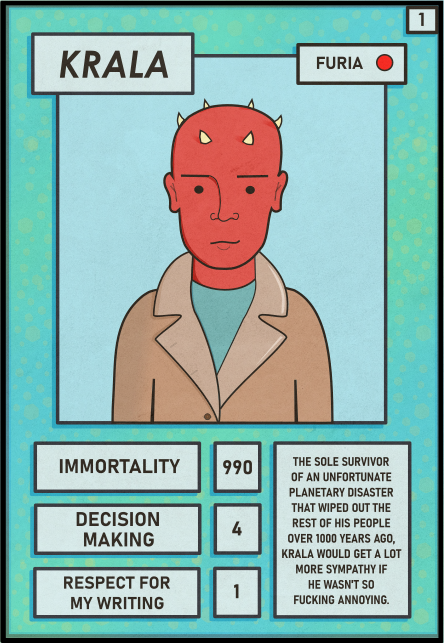 1
KRALA
FURIA
IMMORTALITY
990
DECISION
MAKING
4
RESPECT FOR
MY WRITING
1
THE SOLE SURVIVOR
OF AN UNFORTUNATE
PLANETARY DISASTER
THAT WIPED OUT THE
REST OF HIS PEOPLE
OVER 1000 YEARS AGO,
KRALA WOULD GET A LOT
MORE SYMPATHY IF
HE WASN'T SO
FUCKING ANNOYING.